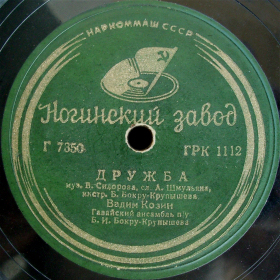 НАРКОММАШ СССР
Ногинский завод
Г 7350
ГРК 1112
ДРУЖБА
муз. В. Сидорова, сл. А. Шмульяна,
инстр. Б. Бокру-Крупышева
Вадим Козин
Гавайский ансамбль п/у
Б. И. Бокру-Крупышева